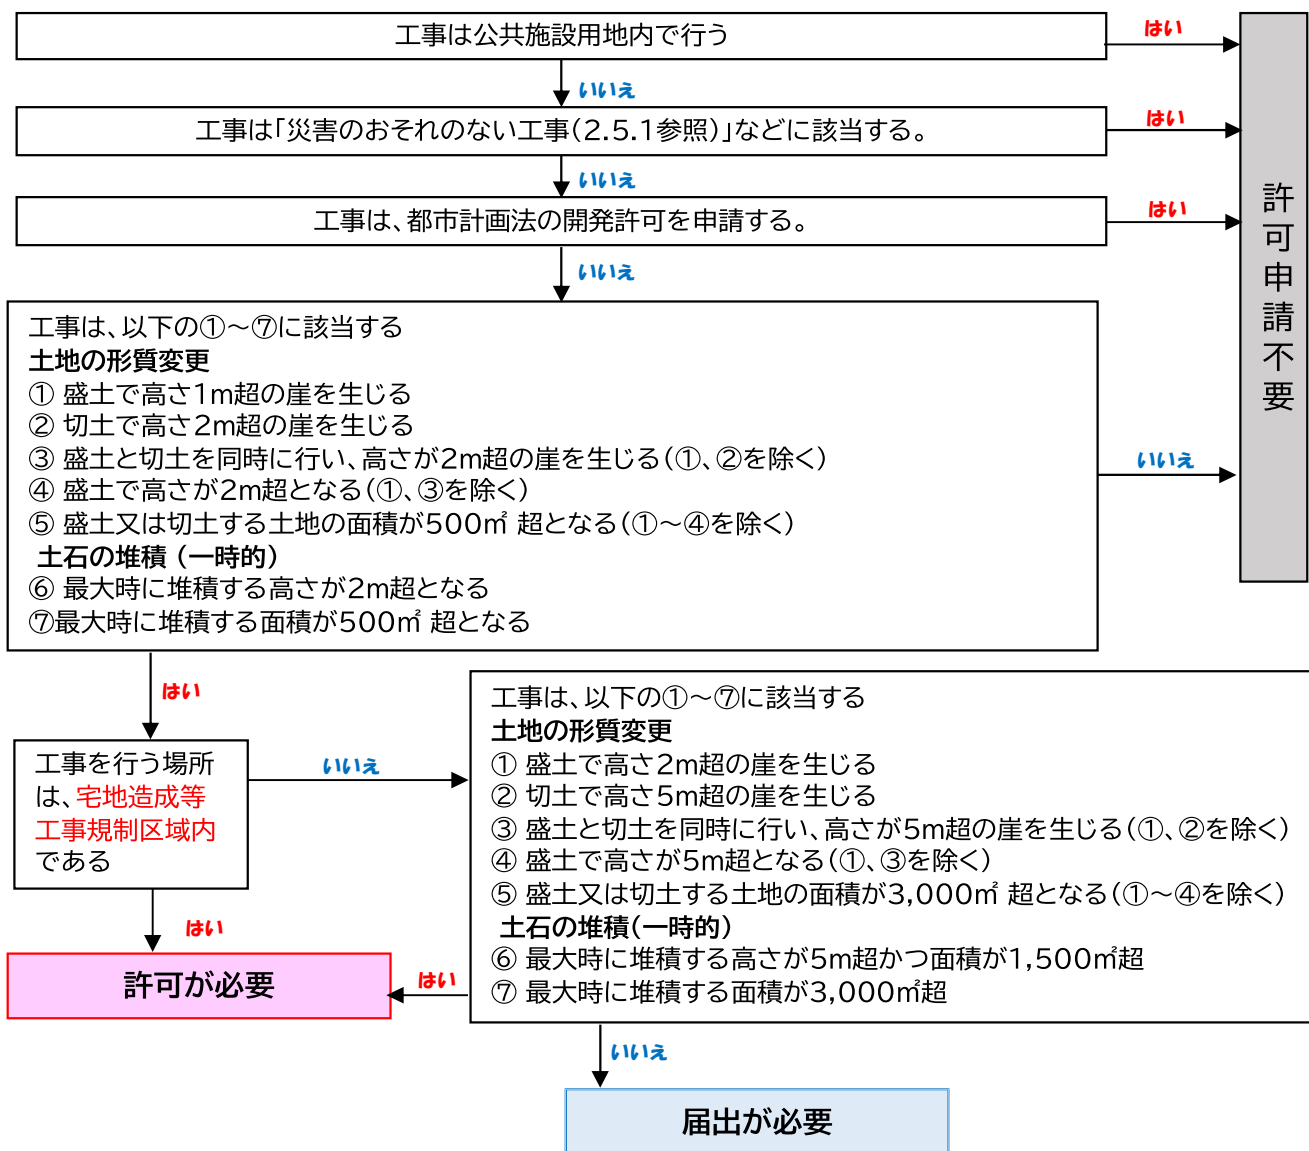 工事は公共施設用地内で行う
はい
いいえ
工事は「災害のおそれのない工事(2.5.1参照)」などに該当する。
はい
いいえ
工事は、都市計画法の開発許可を申請する。
はい
いいえ
許可申請不要
工事は、以下の①～⑦に該当する
土地の形質変更
① 盛土で高さ1m超の崖を生じる
② 切土で高さ2m超の崖を生じる
③ 盛土と切土を同時に行い、高さが2m超の崖を生じる(①、②を除く)
④ 盛土で高さが2m超となる(①、③を除く)
⑤ 盛土又は切土する土地の面積が500㎡ 超となる(①～④を除く)
土石の堆積 (一時的)
⑥ 最大時に堆積する高さが2m超となる
⑦最大時に堆積する面積が500㎡ 超となる
いいえ
はい
工事を行う場所
は、宅地造成等
工事規制区域内
である
いいえ
はい
許可が必要
工事は、以下の①～⑦に該当する
土地の形質変更
① 盛土で高さ2m超の崖を生じる
② 切土で高さ5m超の崖を生じる
③ 盛土と切土を同時に行い、高さが5m超の崖を生じる(①、②を除く)
④ 盛土で高さが5m超となる(①、③を除く)
⑤ 盛土又は切土する土地の面積が3,000㎡ 超となる(①～④を除く)
土石の堆積(一時的)
⑥ 最大時に堆積する高さが5m超かつ面積が1,500㎡超
⑦ 最大時に堆積する面積が3,000㎡超
はい
いいえ
届出が必要